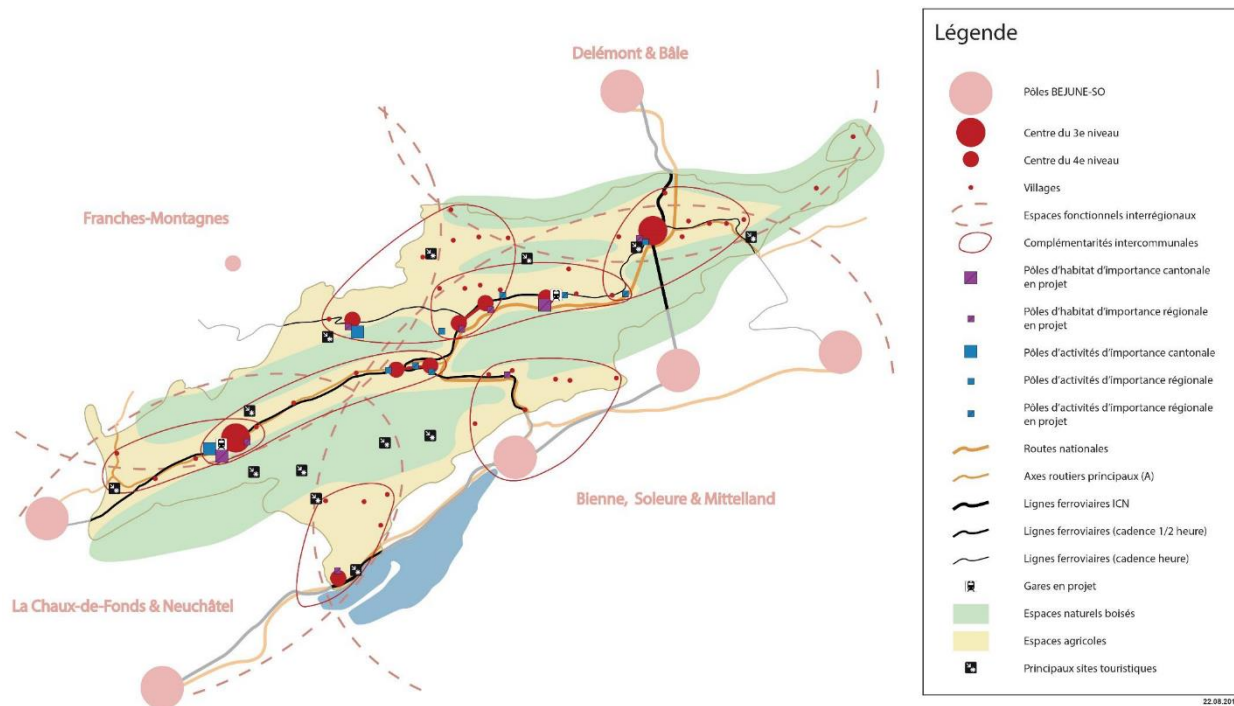 Delémont & Bâle
Franches-Montagnes
Bienne, Soleure & Mittelland
La Chaux-de-Fonds & Neuchâtel
Légende
Pôles BEJUNE-SO
Centre du 3e niveau
Centre du 4e niveau
Villages
Espaces fonctionnels interrégionaux
Complémentarités intercommunales
Pôles d'habitat d'importance cantonale
en projet
Pôles d'habitat d'importance régionale
en projet
Pôles d'activités d'importance cantonale
Pôles d'activités d'importance régionale
Pôles d'activités d'importance régionale
en projet
Routes nationales
Axes routiers principaux (A)
Lignes ferroviaires ICN
Lignes ferroviaires (cadence 1/2 heure)
Lignes ferroviaires (cadence heure)
Gares en projet
Espaces naturels boisés
Espaces agricoles
Principaux sites touristiques